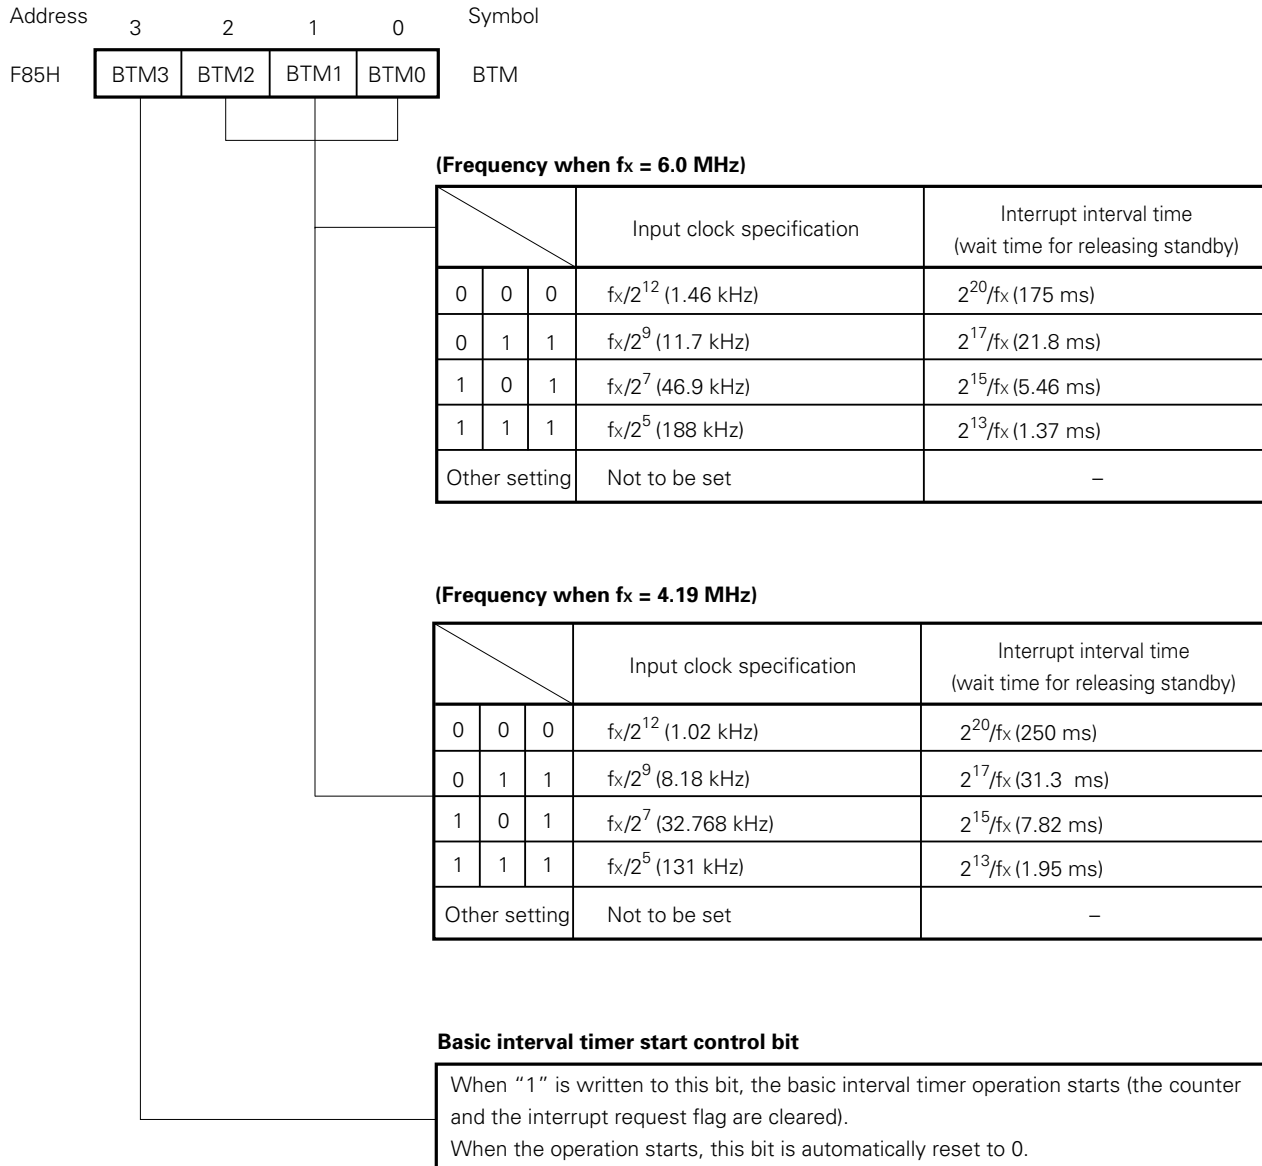 Address 3 2 1 0 Symbol
F85H BTM3 BTM2 BTM1 BTM0 BTM
(Frequency when fx = 6.0 MHz)
Input clock specification Interrupt interval time
(wait time for releasing standby)
0 0 0 fx/2^12 (1.46 kHz) 2^20/fx (175 ms)
0 1 1 fx/2^9 (11.7 kHz) 2^17/fx (21.8 ms)
1 0 1 fx/2^7 (46.9 kHz) 2^15/fx (5.46 ms)
1 1 1 fx/2^5 (188 kHz) 2^13/fx (1.37 ms)
Other setting Not to be set –
(Frequency when fx = 4.19 MHz)
Input clock specification Interrupt interval time
(wait time for releasing standby)
0 0 0 fx/2^12 (1.02 kHz) 2^20/fx (250 ms)
0 1 1 fx/2^9 (8.18 kHz) 2^17/fx (31.3 ms)
1 0 1 fx/2^7 (32.768 kHz) 2^15/fx (7.82 ms)
1 1 1 fx/2^5 (131 kHz) 2^13/fx (1.95 ms)
Other setting Not to be set –
Basic interval timer start control bit
When “1” is written to this bit, the basic interval timer operation starts (the counter
and the interrupt request flag are cleared).
When the operation starts, this bit is automatically reset to 0.